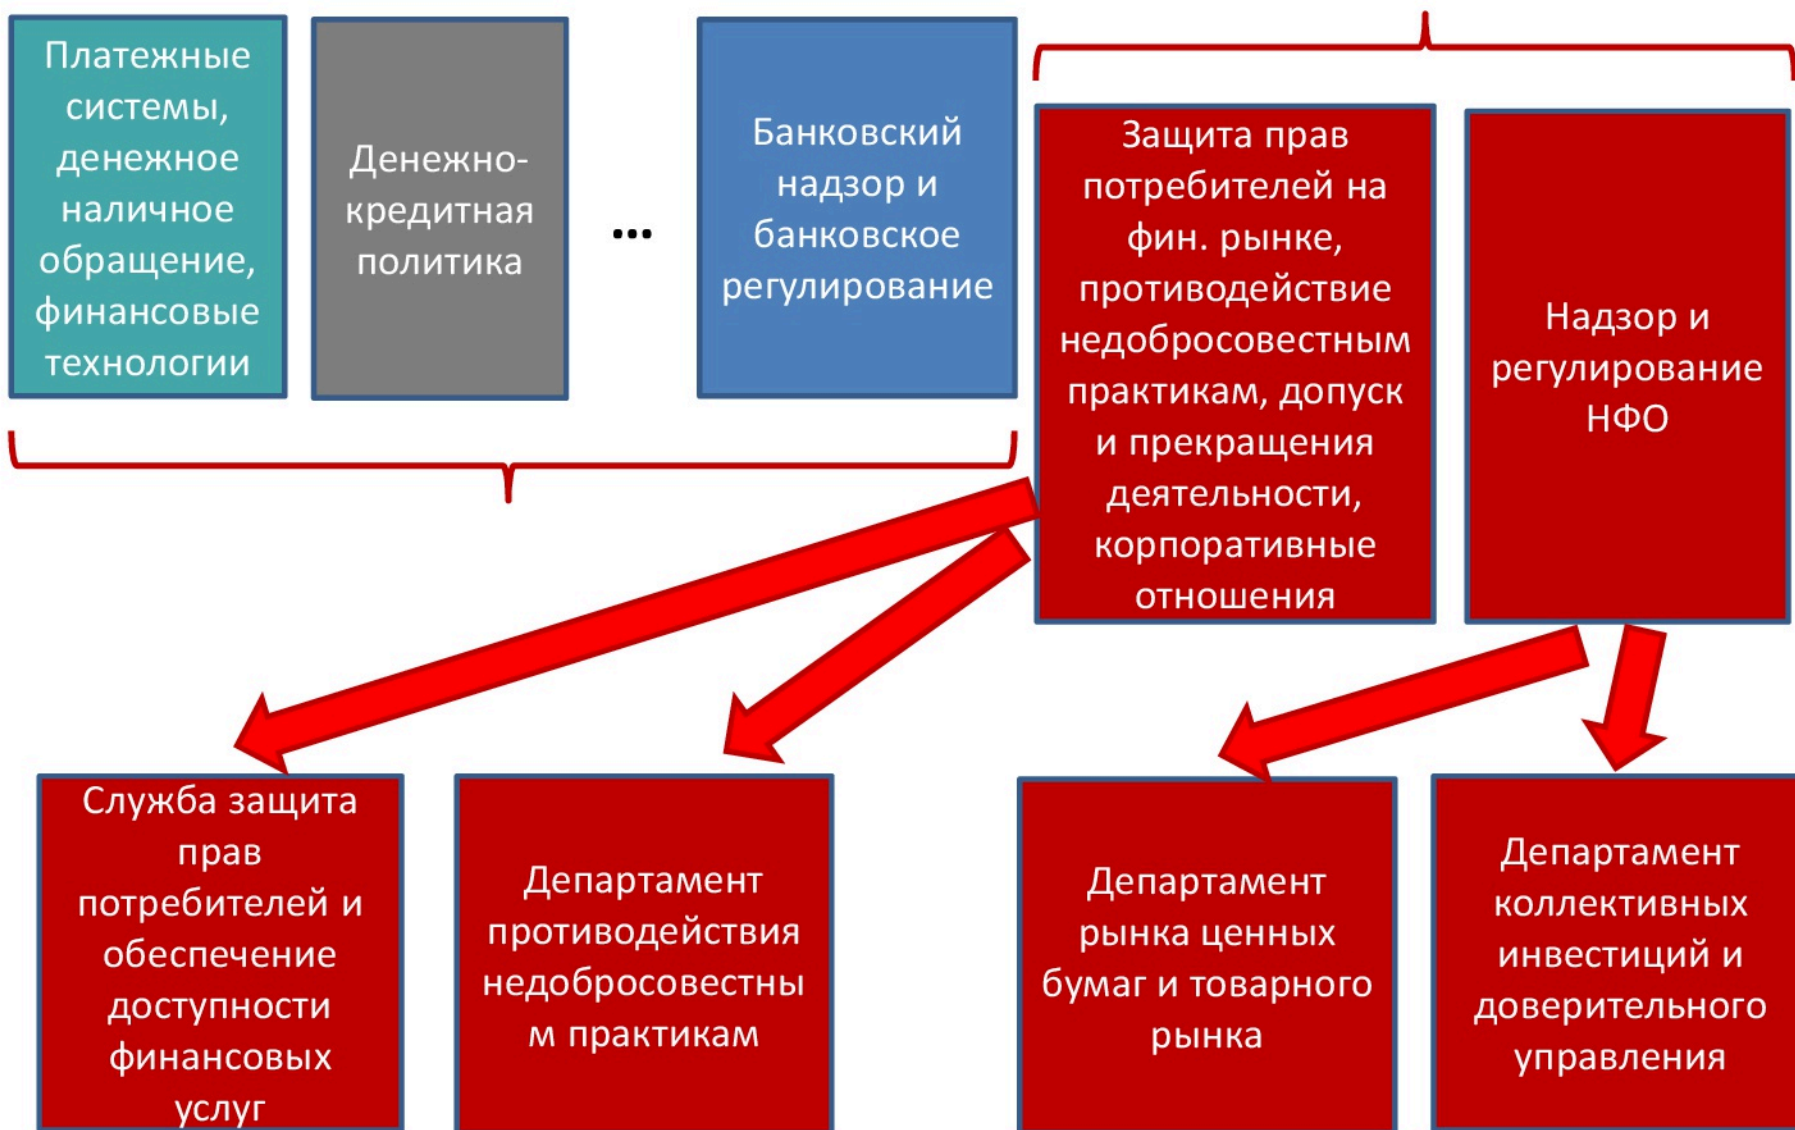 Платежные
системы,
денежное
наличное
обращение,
финансовые
технологии
Денежно-
кредитная
политика
...
Банковский
надзор и
банковское
регулирование
Защита прав
потребителей на
фин. рынке,
противодействие
недобросовестным
практикам, допуск
и прекращения
деятельности,
корпоративные
отношения
Надзор и
регулирование
НФО
Служба защита
прав
потребителей и
обеспечение
доступности
финансовых
услуг
Департамент
противодействия
недобросовестны
м практикам
Департамент
рынка ценных
бумаг и товарного
рынка
Департамент
коллективных
инвестиций и
доверительного
управления